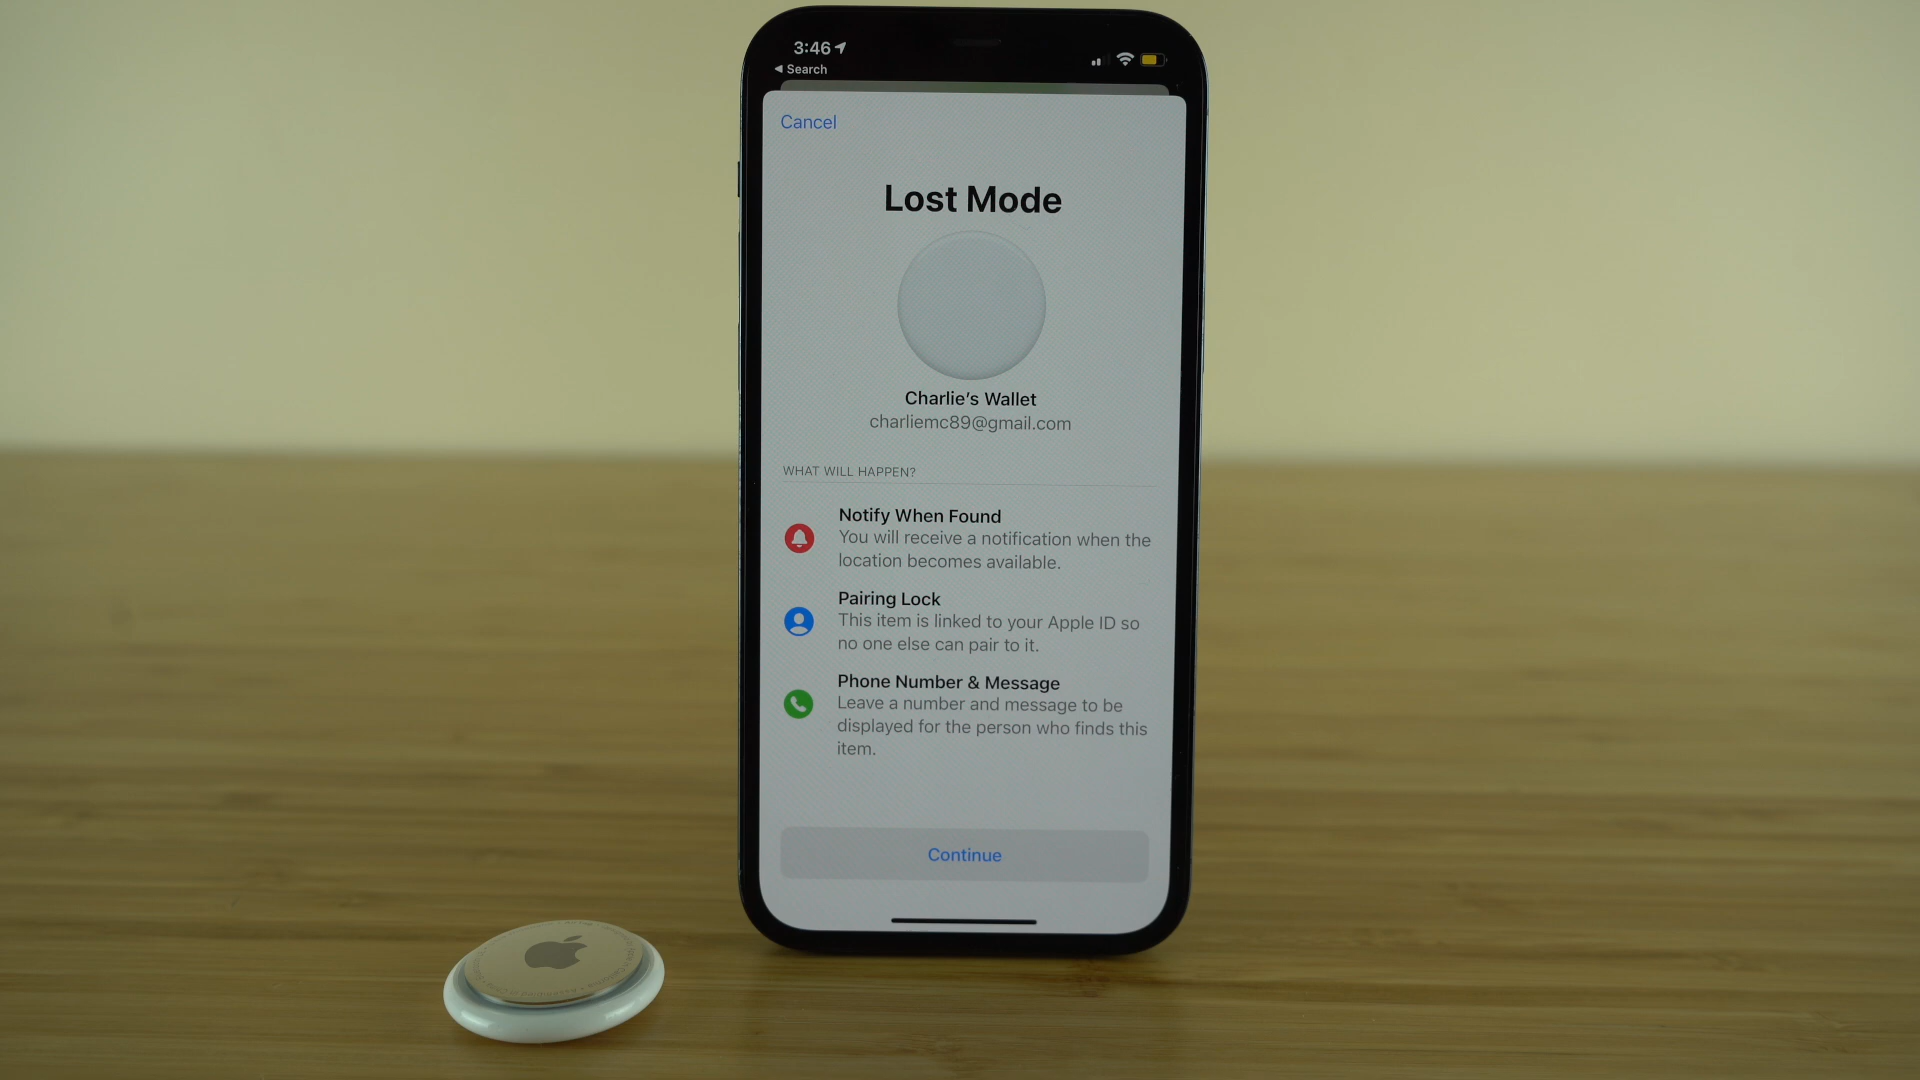 3:46
Search
Cancel
Lost Mode
Charlie's Wallet
charliemc89@gmail.com
WHAT WILL HAPPEN?
Notify When Found
You will receive a notification when the
location becomes available.
Pairing Lock
This item is linked to your Apple ID so
no one else can pair to it.
Phone Number & Message
Leave a number and message to be
displayed for the person who finds this
item.
Continue